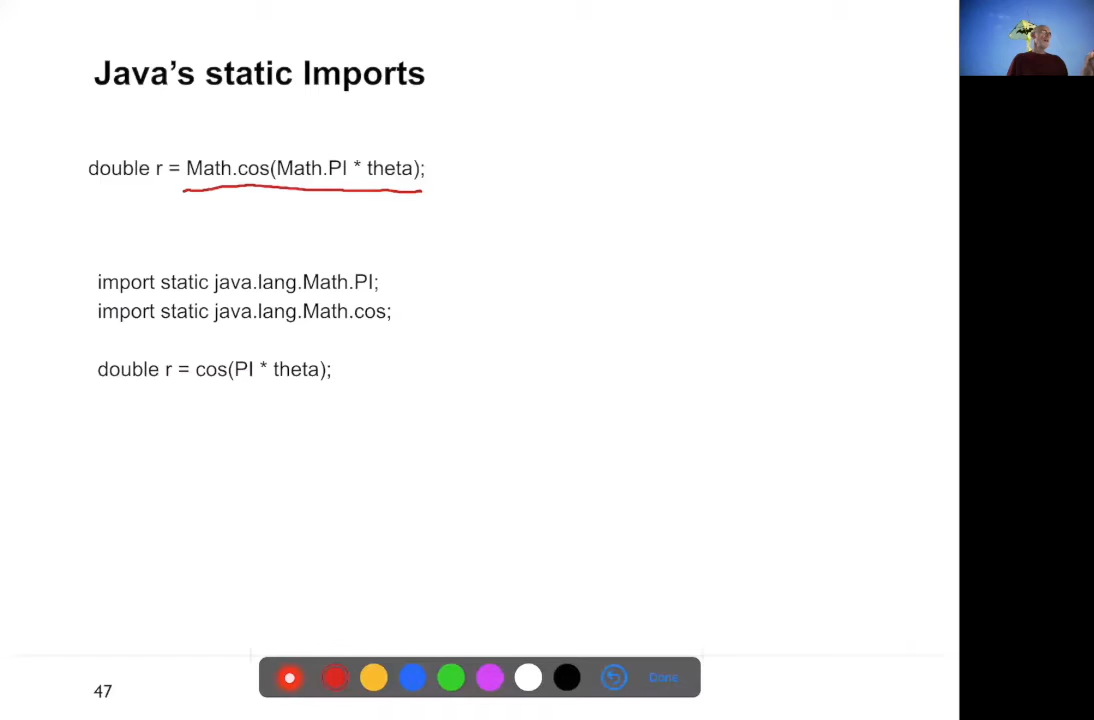 Java’s static Imports
double r = Math.cos(Math.PI * theta);
import static java.lang.Math.PI;
import static java.lang.Math.cos;
double r = cos(PI * theta);
47
Done